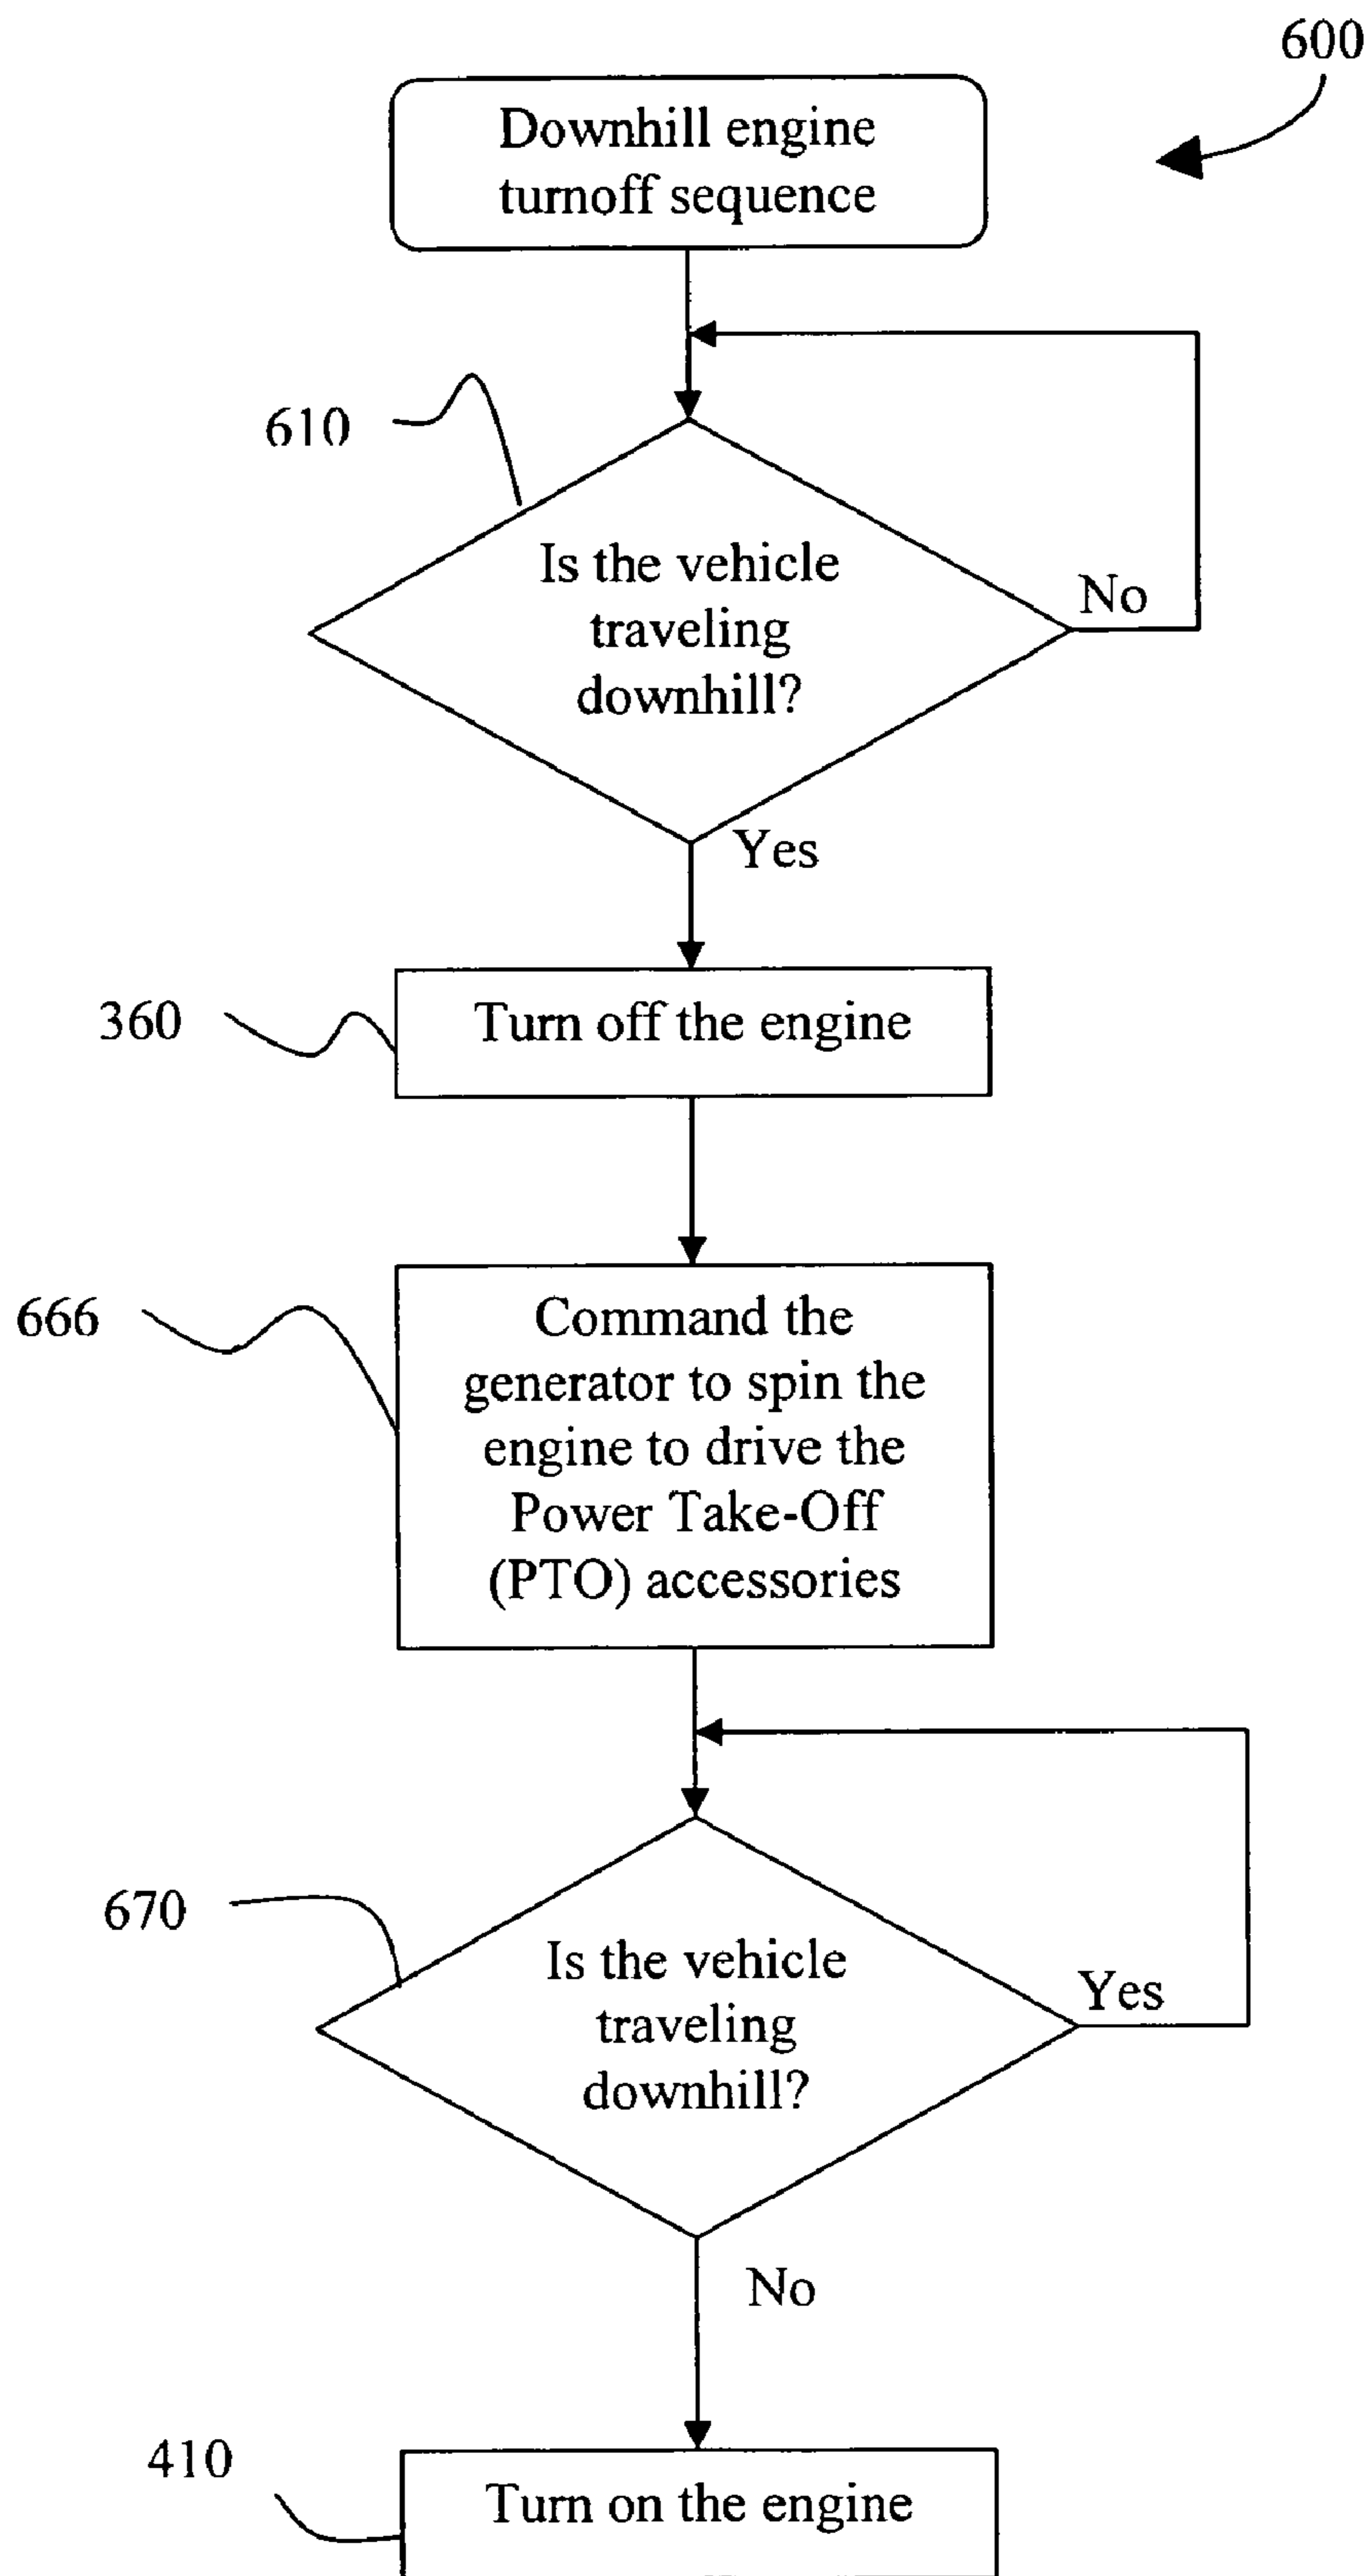 600
Downhill engine
turnoff sequence
610
Is the vehicle
traveling
downhill?
No
Yes
360
Turn off the engine
666
Command the
generator to spin the
engine to drive the
Power Take-Off
(PTO) accessories
670
Is the vehicle
traveling
downhill?
Yes
No
410
Turn on the engine